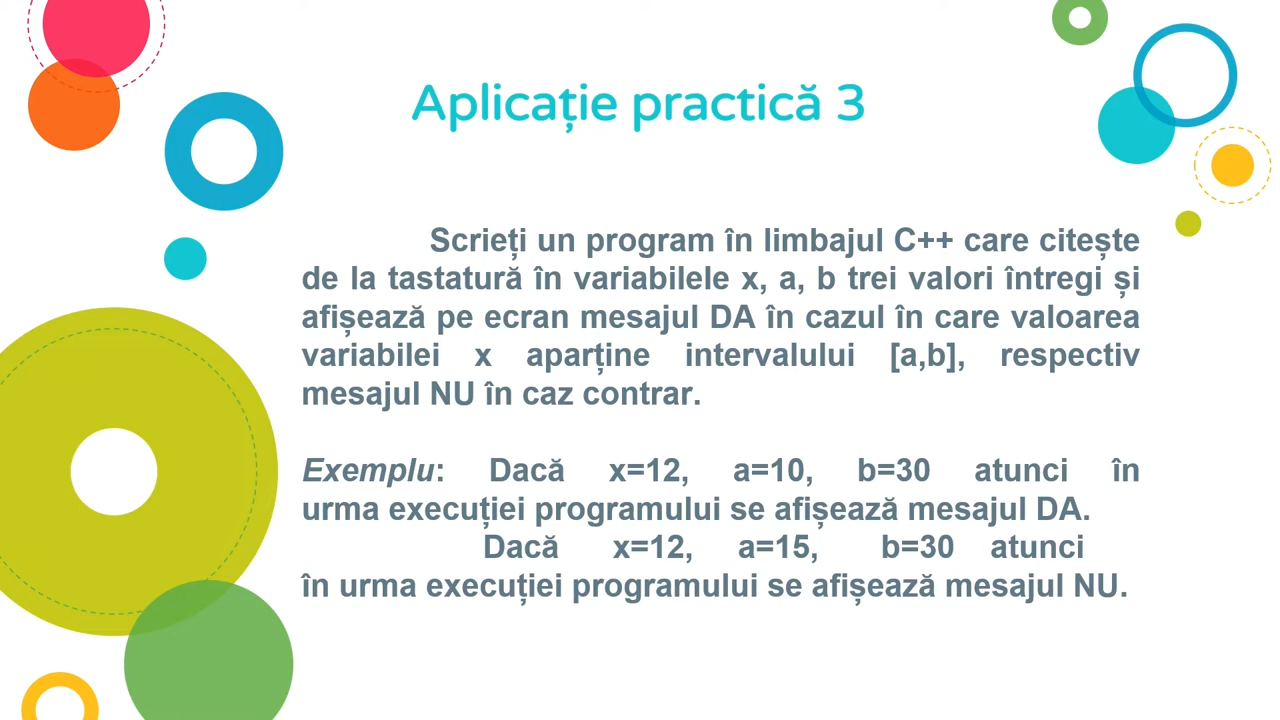 Aplicație practică 3
Scrieți un program în limbajul C++ care citește
de la tastatură în variabilele x, a, b trei valori întregi și
afișează pe ecran mesajul DA în cazul în care valoarea
variabilei x aparține intervalului [a,b], respectiv
mesajul NU în caz contrar.
Exemplu: Dacă x=12, a=10, b=30 atunci în
urma execuției programului se afișează mesajul DA.
Dacă x=12, a=15, b=30 atunci
în urma execuției programului se afișează mesajul NU.